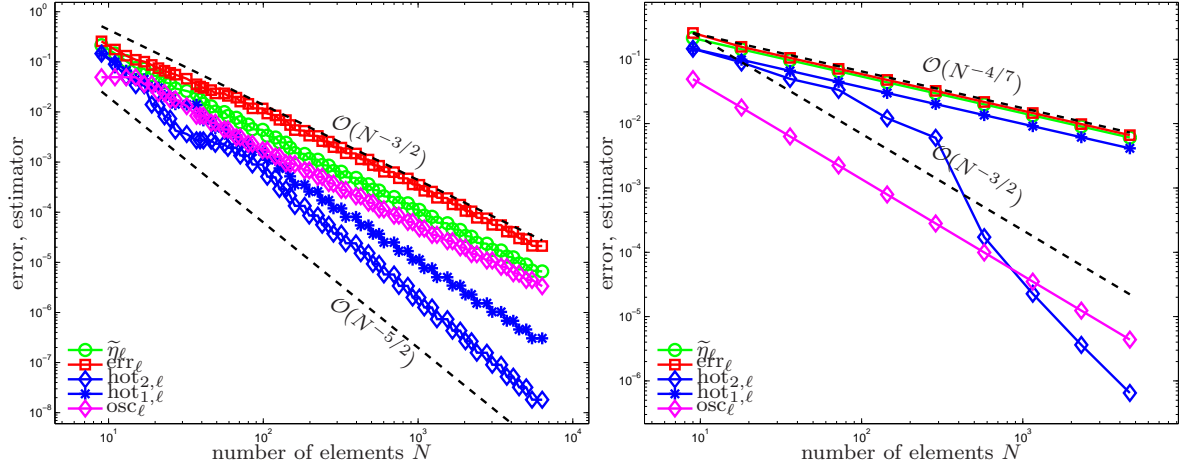 10^0
10^{-1}
10^{-2}
10^{-3}
10^{-4}
10^{-5}
10^{-6}
10^{-7}
10^{-8}
error, estimator
O(N^{-3/2})
O(N^{-5/2})
η̃_ℓ
err_ℓ
hot_{2,ℓ}
hot_{1,ℓ}
osc_ℓ
10^1
10^2
10^3
10^4
number of elements N
10^{-1}
10^{-2}
10^{-3}
10^{-4}
10^{-5}
10^{-6}
error, estimator
O(N^{-4/7})
O(N^{-3/2})
η̃_ℓ
err_ℓ
hot_{2,ℓ}
hot_{1,ℓ}
osc_ℓ
10^1
10^2
10^3
number of elements N